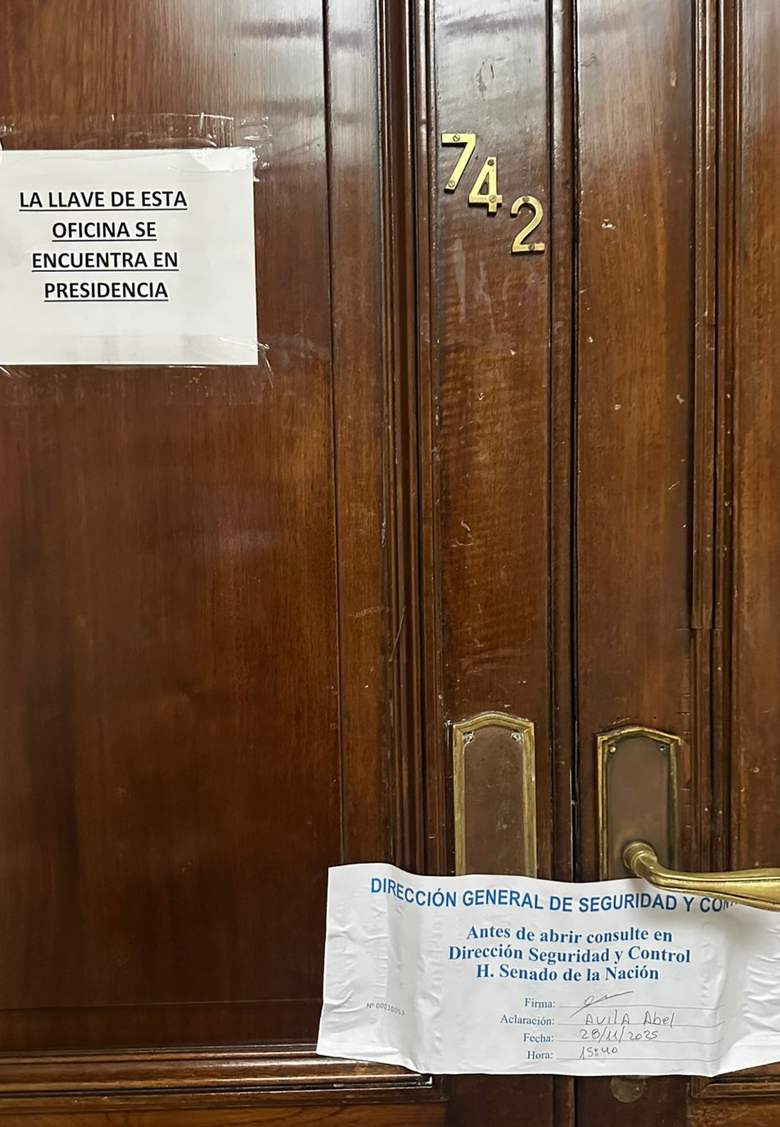 LA LLAVE DE ESTA
OFICINA SE
ENCUENTRA EN
PRESIDENCIA
742
DIRECCIÓN GENERAL DE SEGURIDAD Y
Antes de abrir consulte en
Dirección Seguridad y Control
H. Senado de la Nación
Firma:
Aclaración: AVILA Abel
Fecha: 28/11/2025
Hora: 15:40